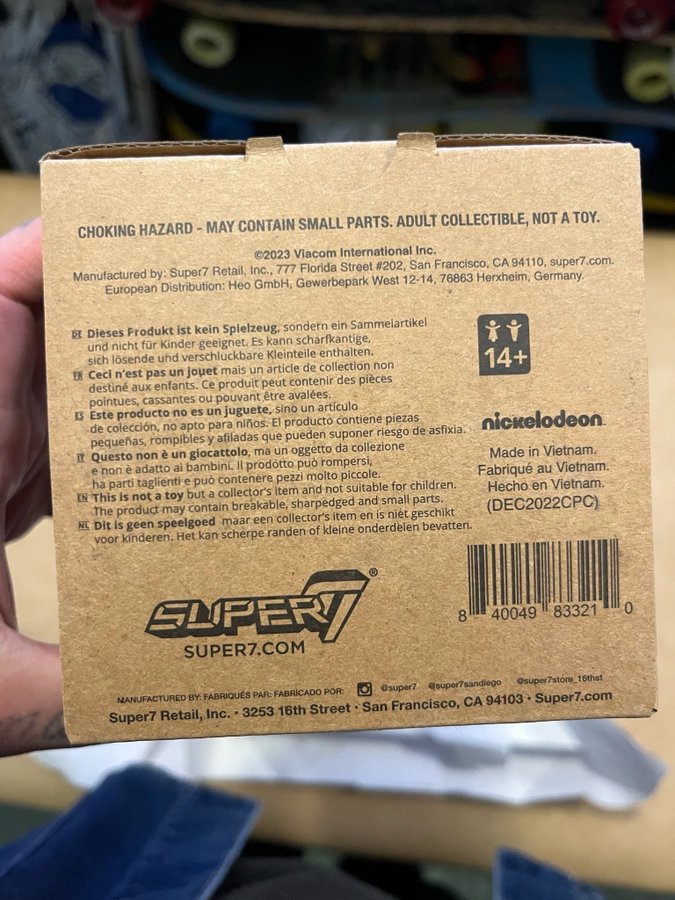 CHOKING HAZARD - MAY CONTAIN SMALL PARTS. ADULT COLLECTIBLE, NOT A TOY.
©2023 Viacom International Inc.
Manufactured by: Super7 Retail, Inc., 777 Florida Street #202, San Francisco, CA 94110, super7.com.
European Distribution: Heo GmbH, Gewerbepark West 12-14, 76863 Herxheim, Germany.
DE Dieses Produkt ist kein Spielzeug, sondern ein Sammelartikel
und nicht für Kinder geeignet. Es kann scharfkantige,
sich lösende und verschluckbare Kleinteile enthalten.
FR Ceci n'est pas un jouet mais un article de collection non
destiné aux enfants. Ce produit peut contenir des pièces
pointues, cassantes ou pouvant être avalées.
ES Este producto no es un juguete, sino un artículo
de colección, no apto para niños. El producto contiene piezas
pequeñas, rompibles y afiladas que pueden suponer riesgo de asfixia.
IT Questo non è un giocattolo, ma un oggetto da collezione
e non è adatto ai bambini. Il prodotto può rompersi,
ha parti taglienti e può contenere pezzi molto piccole.
EN This is not a toy but a collector's item and not suitable for children.
The product may contain breakable, sharpedged and small parts.
NL Dit is geen speelgoed maar een collector's item en is niet geschikt
voor kinderen. Het kan scherpe randen of kleine onderdelen bevatten.
14+
nickelodeon
Made in Vietnam.
Fabriqué au Vietnam.
Hecho en Vietnam.
(DEC2022CPC)
8 40049 83321 0
SUPER7®
SUPER7.COM
MANUFACTURED BY: FABRIQUÉS PAR: FABRICADO POR: @super7 @super7sandiego @super7store_16thst
Super7 Retail, Inc. • 3253 16th Street • San Francisco, CA 94103 • Super7.com